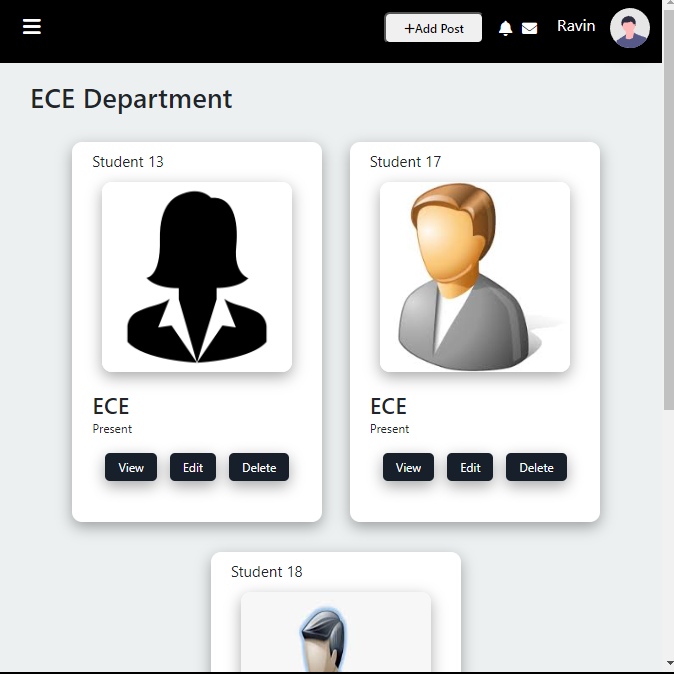 +Add Post
Ravin
ECE Department
Student 13
Student 17
ECE
Present
View Edit Delete
ECE
Present
View Edit Delete
Student 18